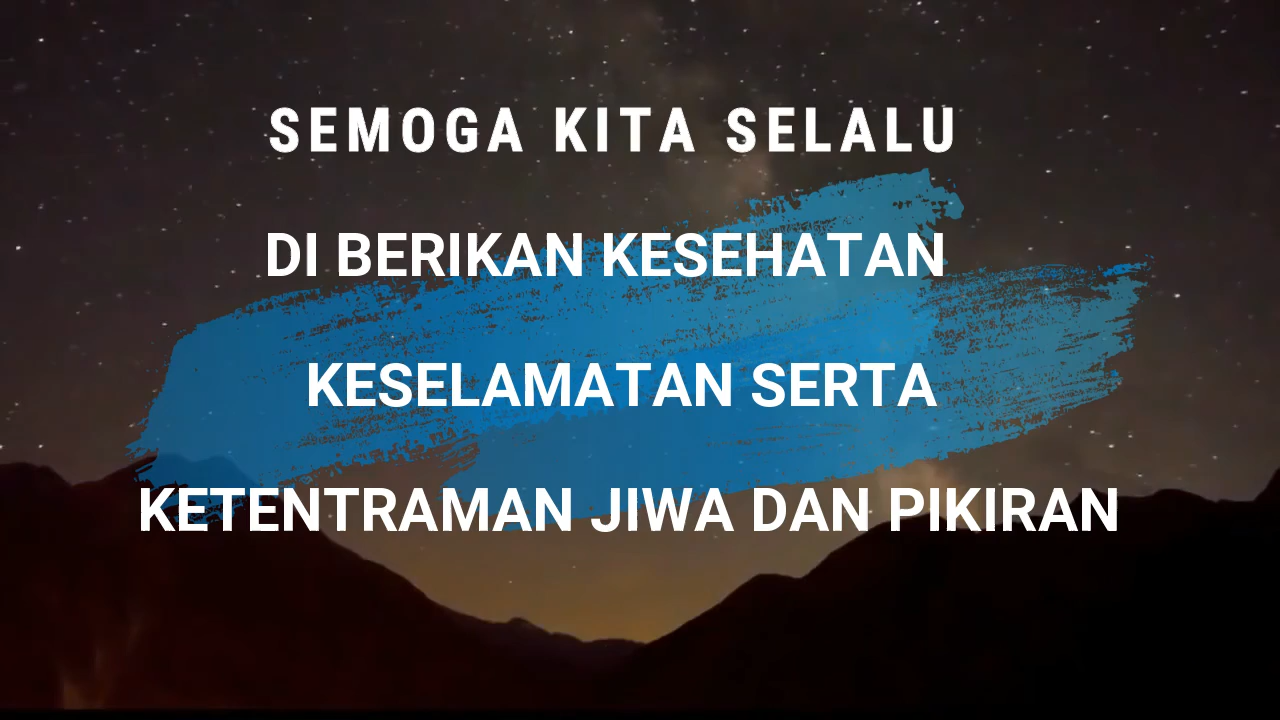 SEMOGA KITA SELALU
DI BERIKAN KESEHATAN
KESELAMATAN SERTA
KETENTRAMAN JIWA DAN PIKIRAN